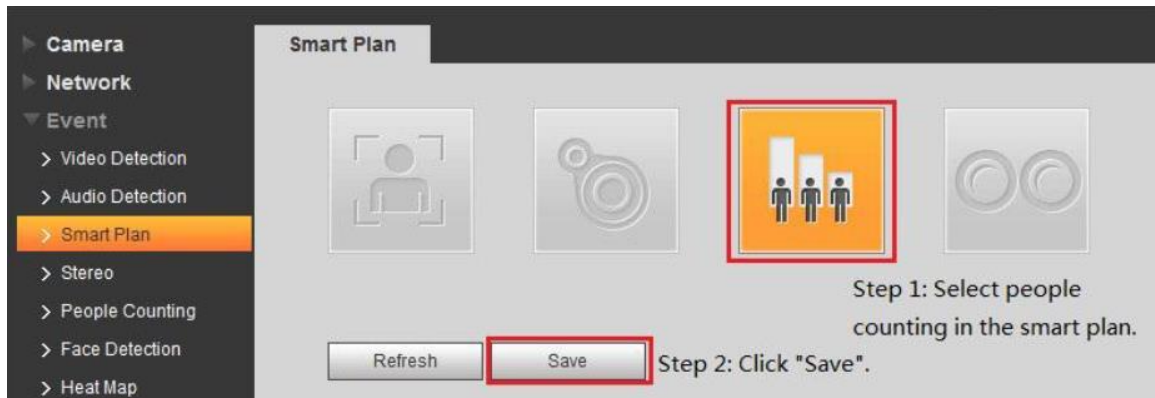 Camera
Network
Event
Video Detection
Audio Detection
Smart Plan
Stereo
People Counting
Face Detection
Heat Map
Smart Plan
Step 1: Select people
counting in the smart plan.
Refresh
Save
Step 2: Click "Save".